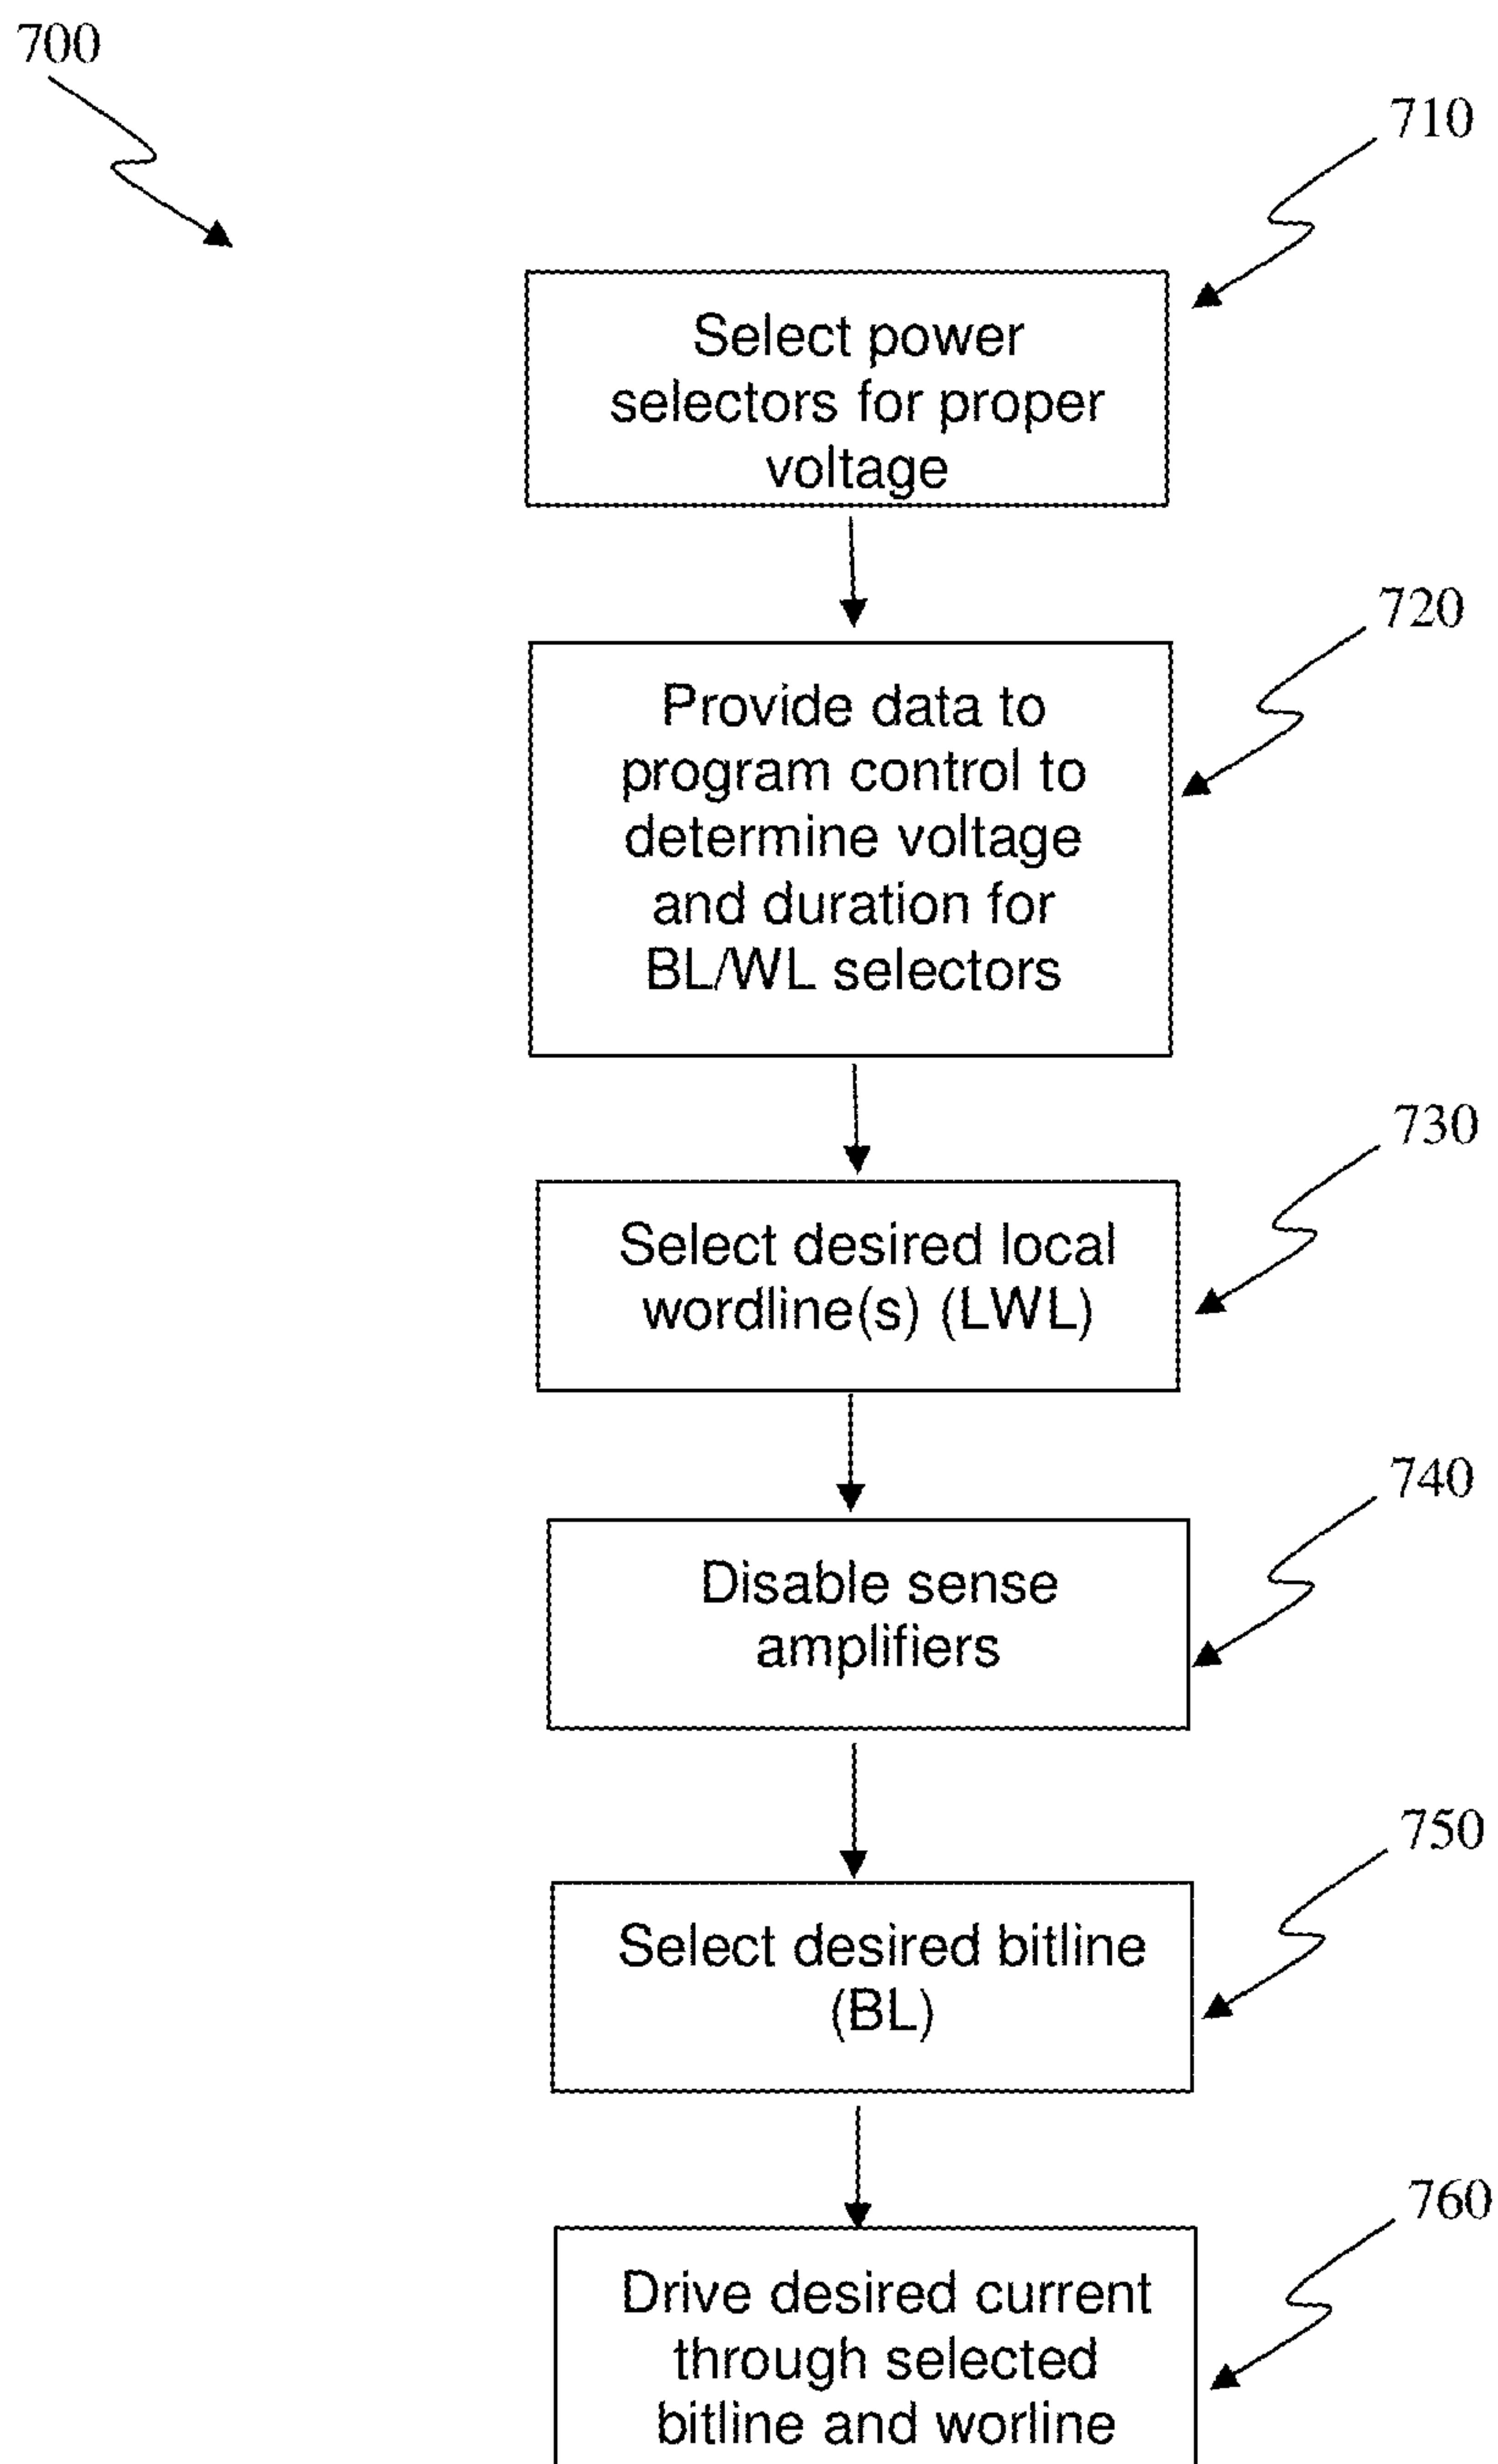 700
710
Select power
selectors for proper
voltage
720
Provide data to
program control to
determine voltage
and duration for
BL/WL selectors
730
Select desired local
wordline(s) (LWL)
740
Disable sense
amplifiers
750
Select desired bitline
(BL)
760
Drive desired current
through selected
bitline and worline